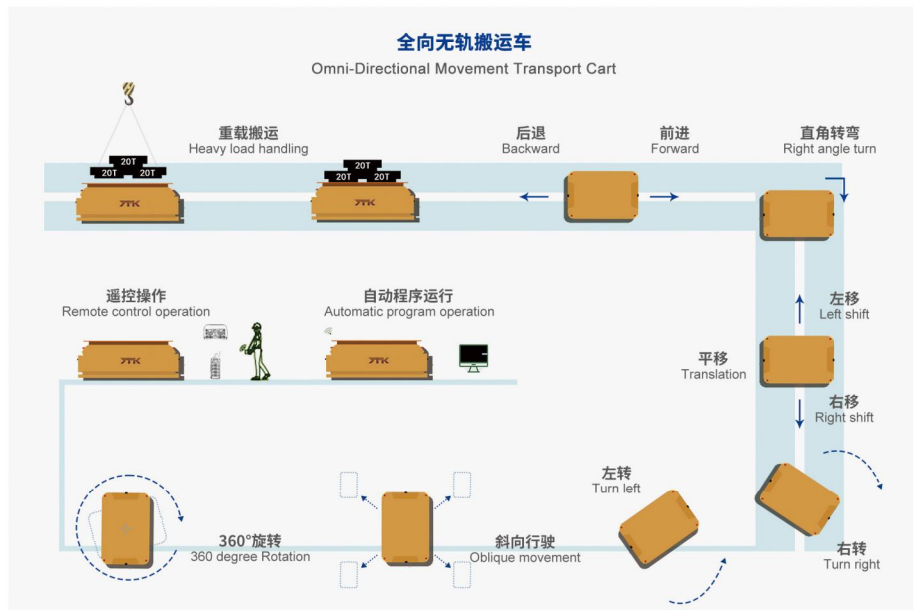 全向无轨搬运车
Omni-Directional Movement Transport Cart
重载搬运
Heavy load handling
后退
Backward
前进
Forward
直角转弯
Right angle turn
20T
20T 20T
JTK
20T
20T 20T
JTK
遥控操作
Remote control operation
自动程序运行
Automatic program operation
JTK
JTK
左移
Left shift
平移
Translation
右移
Right shift
左转
Turn left
360°旋转
360 degree Rotation
斜向行驶
Oblique movement
右转
Turn right